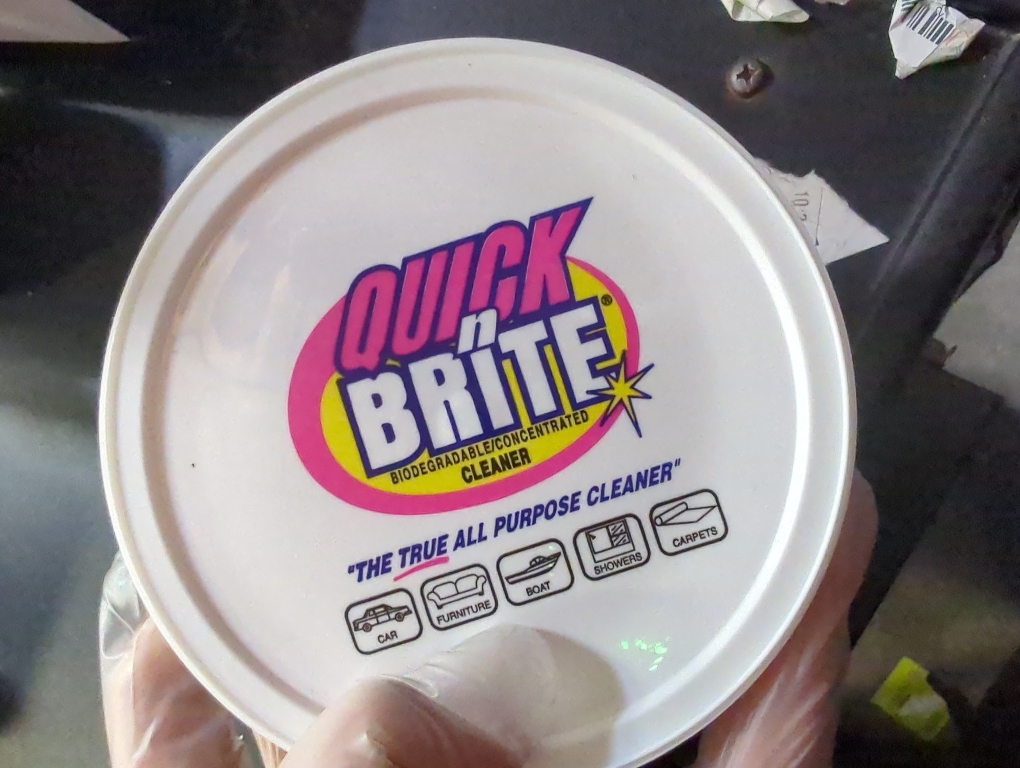 QUICK
n
BRITE®
BIODEGRADABLE/CONCENTRATED
CLEANER
"THE TRUE ALL PURPOSE CLEANER"
CAR
FURNITURE
BOAT
SHOWERS
CARPETS